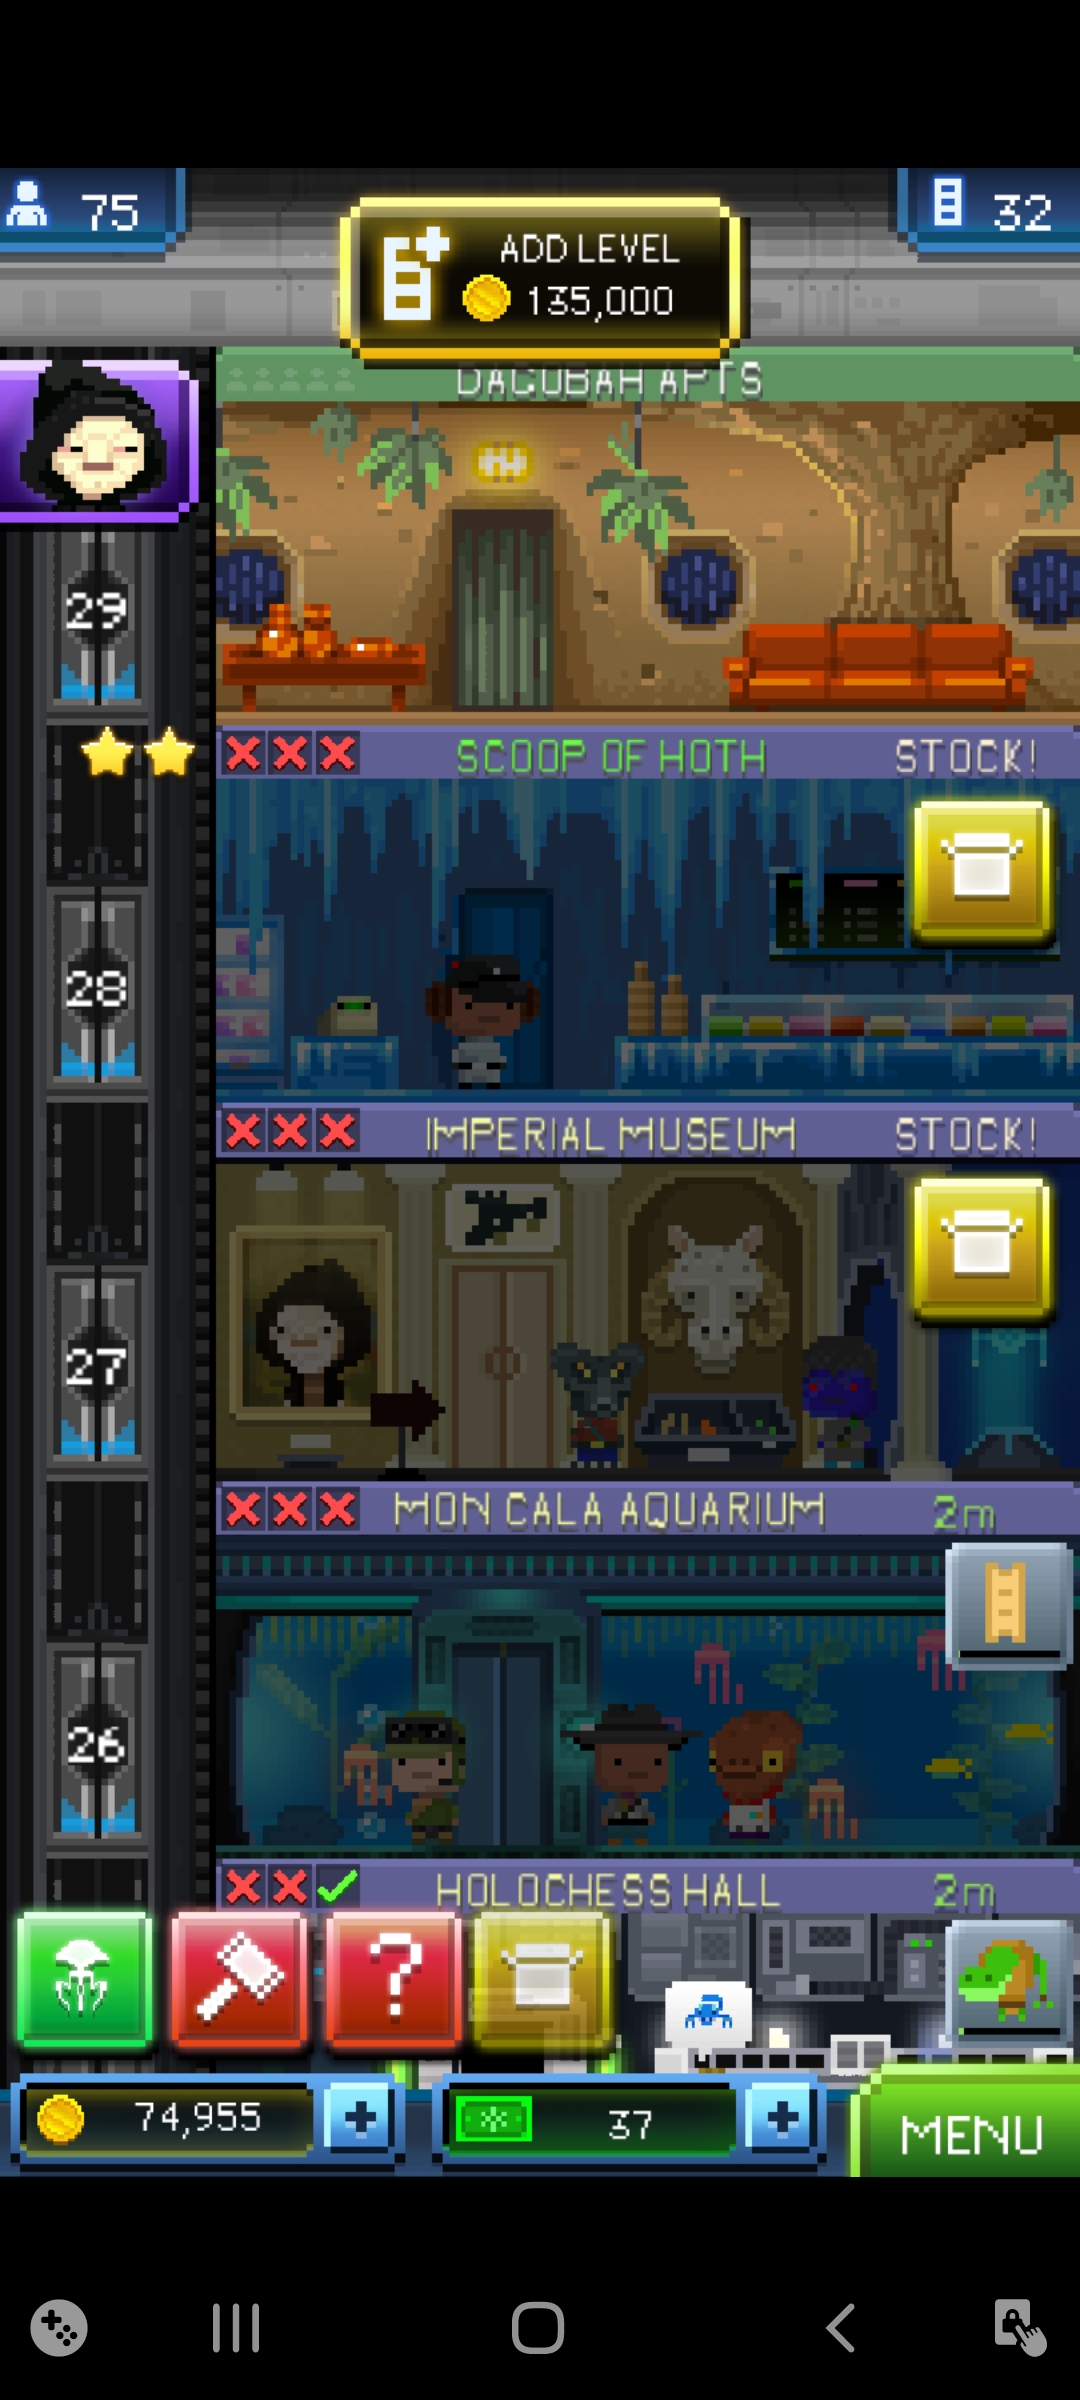 75
32
ADD LEVEL
135,000
DAGOBAH APTS
29
SCOOP OF HOTH STOCK!
28
IMPERIAL MUSEUM STOCK!
27
MON CALA AQUARIUM 2m
26
HOLOCHESS HALL 2m
?
74,955 +
37 +
MENU